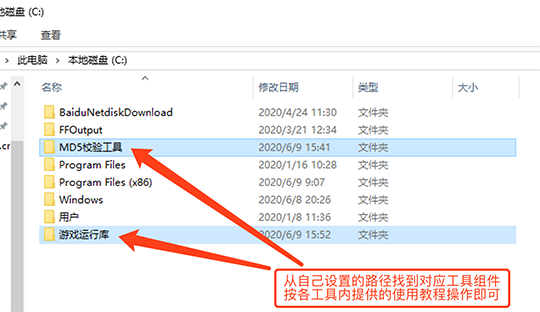 地磁盘 (C:)
共享 查看
此电脑 本地磁盘 (C:)
名称 修改日期 类型 大小
BaiduNetdiskDownload 2020/4/24 11:30 文件夹
FFOutput 2020/3/21 12:34 文件夹
MD5校验工具 2020/6/9 15:41 文件夹
.cr
Program Files 2020/1/16 10:28 文件夹
Program Files (x86) 2020/6/9 9:07 文件夹
Windows 2020/6/8 20:26 文件夹
用户 2020/1/8 11:36 文件夹
游戏运行库 2020/6/9 15:52 文件夹
从自己设置的路径找到对应工具组件
按各工具内提供的使用教程操作即可